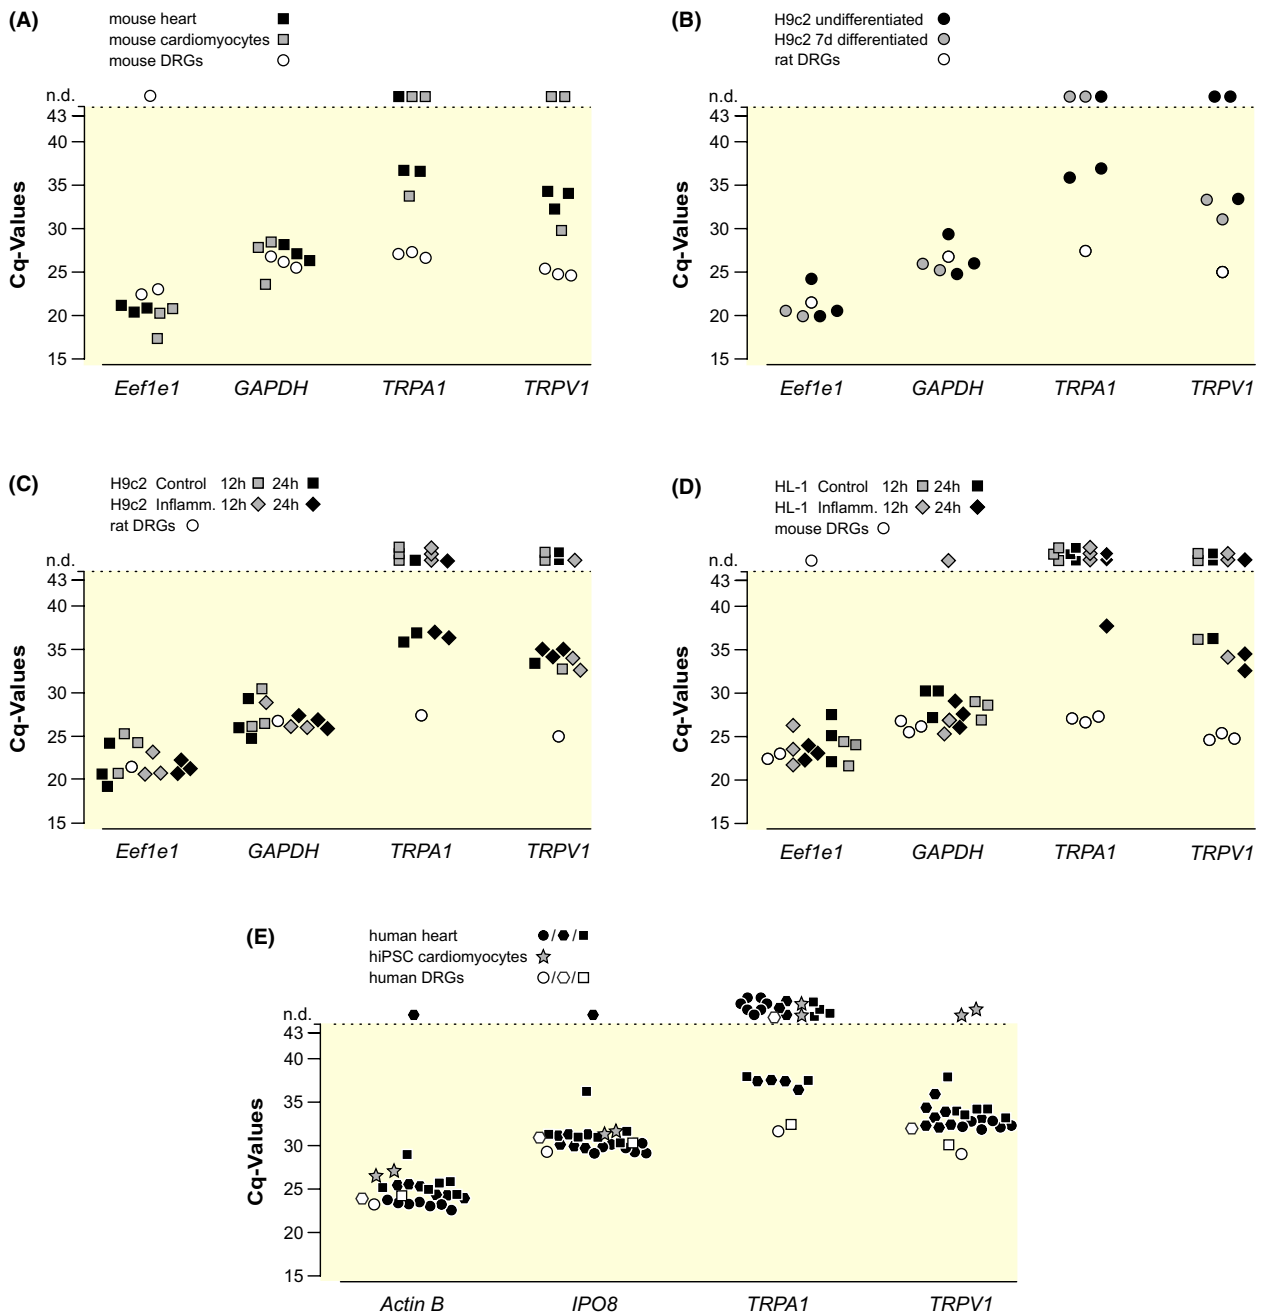 (A)
mouse heart
mouse cardiomyocytes
mouse DRGs
n.d.
43
40
35
30
25
20
15
Cq-Values
Eef1e1 GAPDH TRPA1 TRPV1
(B)
H9c2 undifferentiated
H9c2 7d differentiated
rat DRGs
n.d.
43
40
35
30
25
20
15
Cq-Values
Eef1e1 GAPDH TRPA1 TRPV1
(C)
H9c2 Control 12h 24h
H9c2 Inflamm. 12h 24h
rat DRGs
n.d.
43
40
35
30
25
20
15
Cq-Values
Eef1e1 GAPDH TRPA1 TRPV1
(D)
HL-1 Control 12h 24h
HL-1 Inflamm. 12h 24h
mouse DRGs
n.d.
43
40
35
30
25
20
15
Cq-Values
Eef1e1 GAPDH TRPA1 TRPV1
(E)
human heart / /
hiPSC cardiomyocytes
human DRGs / /
n.d.
43
40
35
30
25
20
15
Cq-Values
Actin B IPO8 TRPA1 TRPV1